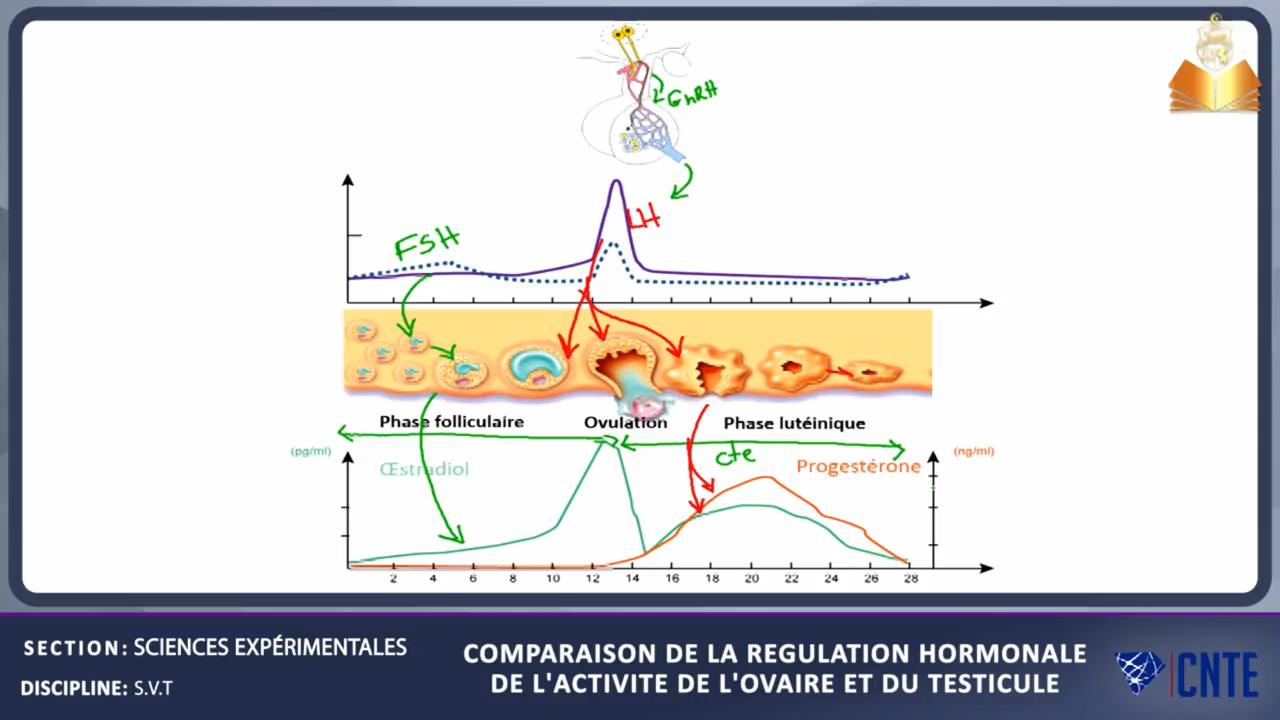 GnRH
LH
FSH
Phase folliculaire Ovulation Phase lutéinique
cte
(pg/ml) Œstradiol Progestérone (ng/ml)
2 4 6 8 10 12 14 16 18 20 22 24 26 28
SECTION: SCIENCES EXPÉRIMENTALES
DISCIPLINE: S.V.T
COMPARAISON DE LA REGULATION HORMONALE
DE L'ACTIVITE DE L'OVAIRE ET DU TESTICULE
CNTE